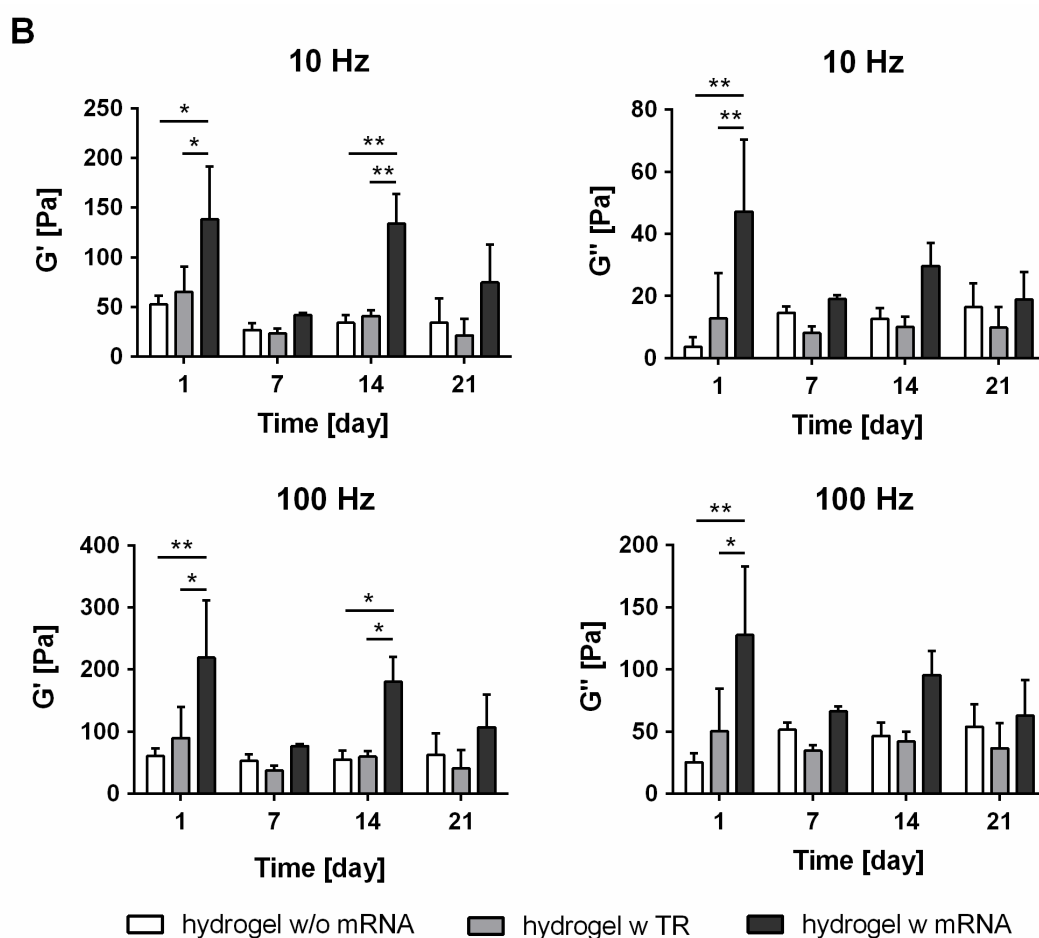 B
10 Hz
G' [Pa]
250
200
150
100
50
0
*
*
**
**
1 7 14 21
Time [day]
10 Hz
G" [Pa]
80
60
40
20
0
**
**
1 7 14 21
Time [day]
100 Hz
G' [Pa]
400
300
200
100
0
**
*
*
*
1 7 14 21
Time [day]
100 Hz
G" [Pa]
200
150
100
50
0
**
*
1 7 14 21
Time [day]
hydrogel w/o mRNA hydrogel w TR hydrogel w mRNA